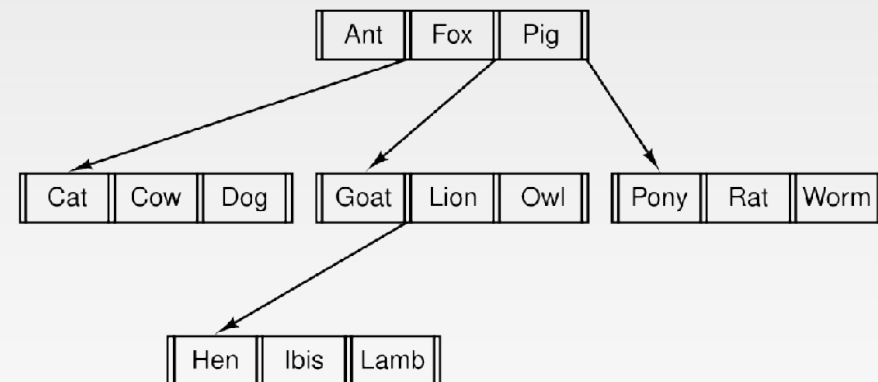 Ant Fox Pig
Cat Cow Dog Goat Lion Owl Pony Rat Worm
Hen Ibis Lamb